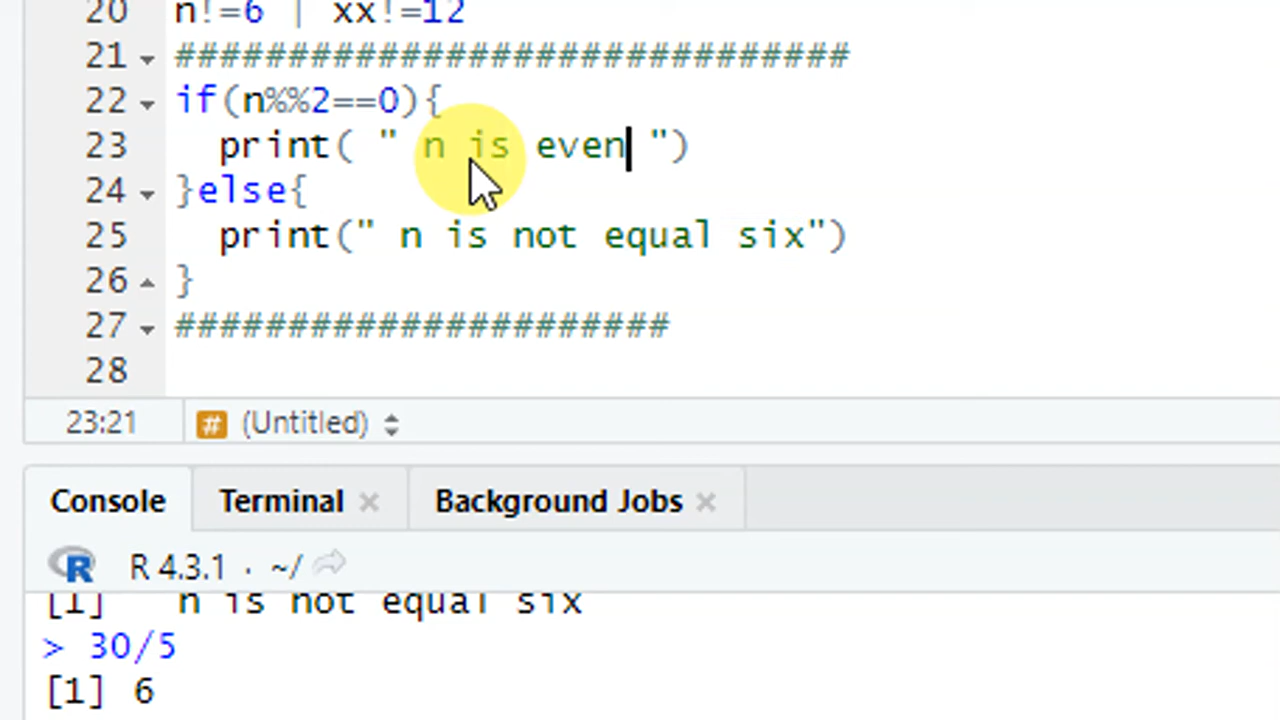 20 n!=6 | xx!=12
21 ##############################
22 if(n%%2==0){
23 print( " n is even ")
24 }else{
25 print(" n is not equal six")
26 }
27 ######################
28
23:21 # (Untitled)
Console Terminal Background Jobs
R R 4.3.1 · ~/
[1] n is not equal six
> 30/5
[1] 6